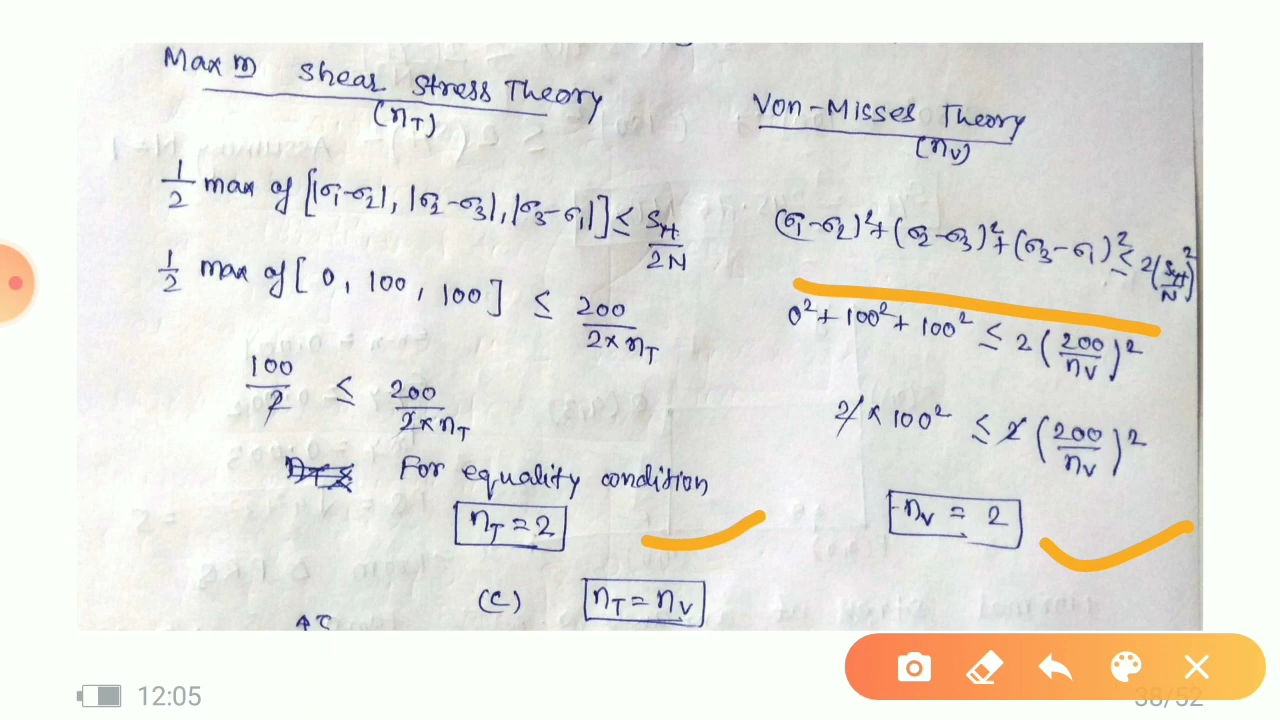 Maxm Shear Stress Theory
(nT)
1/2 max of [|σ1-σ2|, |σ2-σ3|, |σ3-σ1|] ≤ Syt/2N
1/2 max of [0, 100, 100] ≤ 200/2×nT
100/2 ≤ 200/2×nT
For equality condition
nT = 2
Von-Misses Theory
(nV)
(σ1-σ2)²+(σ2-σ3)²+(σ3-σ1)² ≤ 2(Syt/N)²
0²+100²+100² ≤ 2(200/nV)²
2×100² ≤ 2(200/nV)²
nV = 2
(C) nT = nV
12:05
38/52